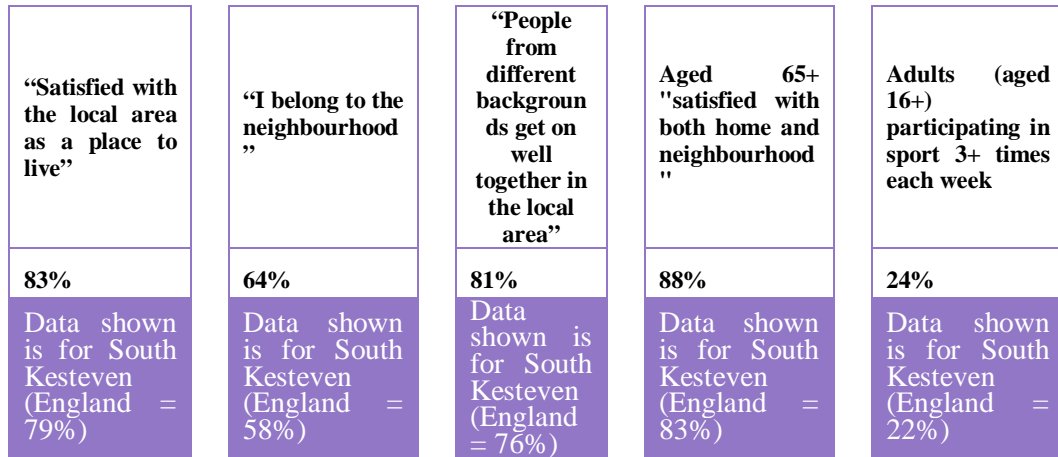 “Satisfied with
the local area
as a place to
live”
83%
Data shown
is for South
Kesteven
(England =
79%)
“I belong to the
neighbourhood
”
64%
Data shown
is for South
Kesteven
(England =
58%)
“People
from
different
backgroun
ds get on
well
together in
the local
area”
81%
Data
shown is
for South
Kesteven
(England
= 76%)
Aged 65+
"satisfied with
both home and
neighbourhood
"
88%
Data shown
is for South
Kesteven
(England =
83%)
Adults (aged
16+)
participating in
sport 3+ times
each week
24%
Data shown
is for South
Kesteven
(England =
22%)